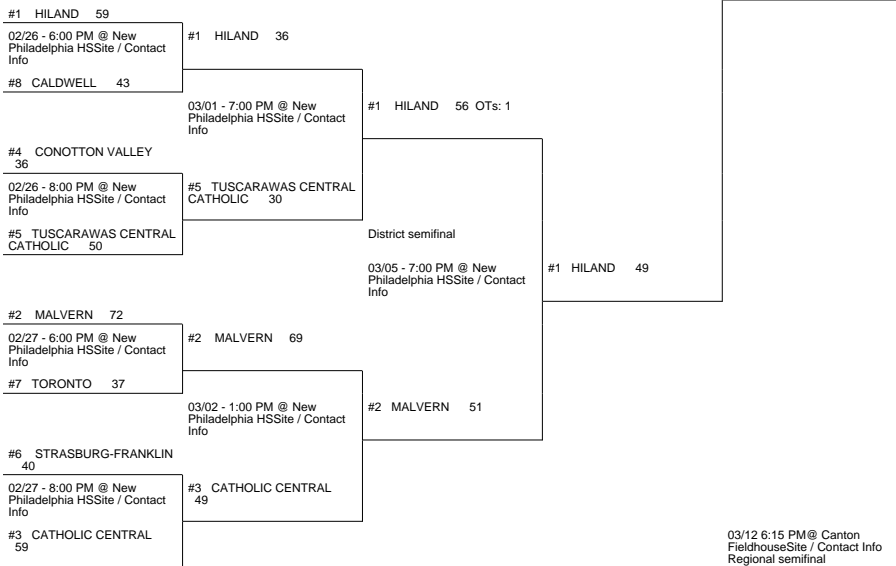 #1 HILAND 59
02/26 - 6:00 PM @ New
Philadelphia HSSite / Contact
Info
#8 CALDWELL 43
#1 HILAND 36
03/01 - 7:00 PM @ New
Philadelphia HSSite / Contact
Info
#4 CONOTTON VALLEY
36
02/26 - 8:00 PM @ New
Philadelphia HSSite / Contact
Info
#5 TUSCARAWAS CENTRAL
CATHOLIC 50
#5 TUSCARAWAS CENTRAL
CATHOLIC 30
#1 HILAND 56 OTs: 1
District semifinal
03/05 - 7:00 PM @ New
Philadelphia HSSite / Contact
Info
#1 HILAND 49
#2 MALVERN 72
02/27 - 6:00 PM @ New
Philadelphia HSSite / Contact
Info
#7 TORONTO 37
#2 MALVERN 69
03/02 - 1:00 PM @ New
Philadelphia HSSite / Contact
Info
#2 MALVERN 51
#6 STRASBURG-FRANKLIN
40
02/27 - 8:00 PM @ New
Philadelphia HSSite / Contact
Info
#3 CATHOLIC CENTRAL
59
#3 CATHOLIC CENTRAL
49
03/12 6:15 PM@ Canton
FieldhouseSite / Contact Info
Regional semifinal